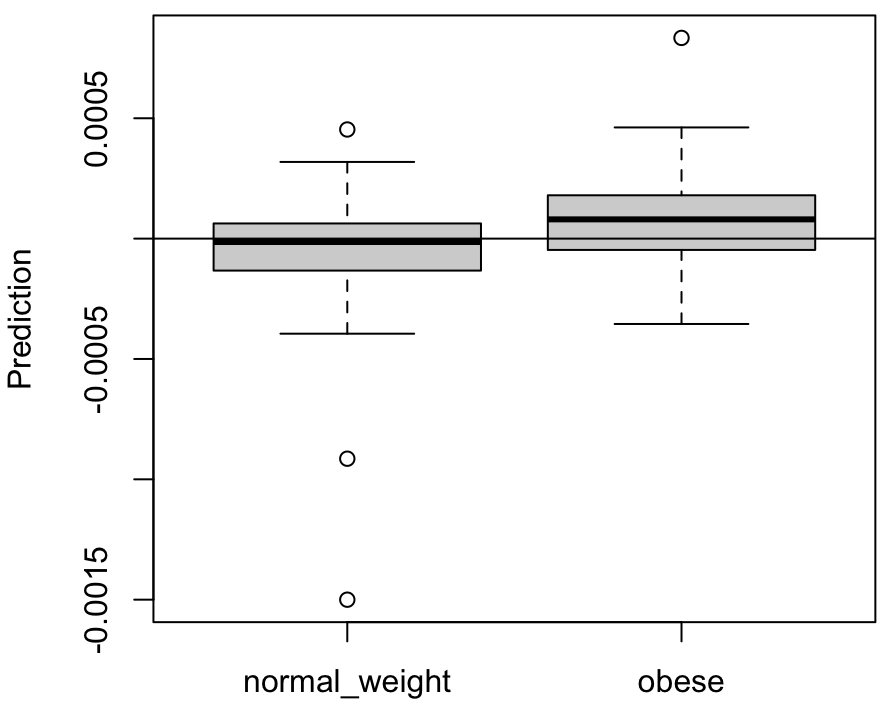 Prediction
0.0005
-0.0005
-0.0015
normal_weight
obese